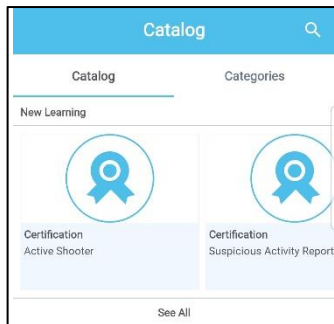 Catalog
Catalog Categories
New Learning
Certification Certification
Active Shooter Suspicious Activity Report
See All